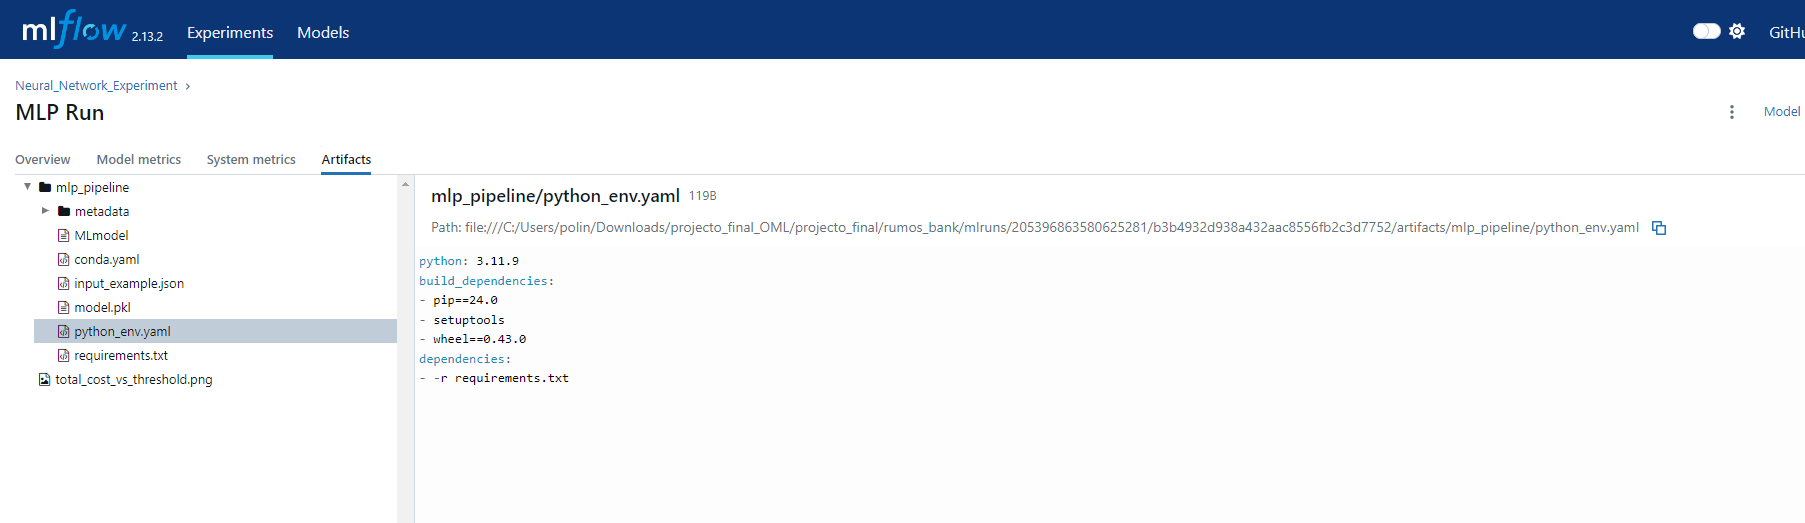 mlflow 2.13.2 Experiments Models GitHu
Neural_Network_Experiment ›
MLP Run
Model
Overview Model metrics System metrics Artifacts
mlp_pipeline
metadata
MLmodel
conda.yaml
input_example.json
model.pkl
python_env.yaml
requirements.txt
total_cost_vs_threshold.png
mlp_pipeline/python_env.yaml 119B
Path: file:///C:/Users/polin/Downloads/projecto_final_OML/projecto_final/rumos_bank/mlruns/205396863580625281/b3b4932d938a432aac8556fb2c3d7752/artifacts/mlp_pipeline/python_env.yaml
python: 3.11.9
build_dependencies:
- pip==24.0
- setuptools
- wheel==0.43.0
dependencies:
- -r requirements.txt